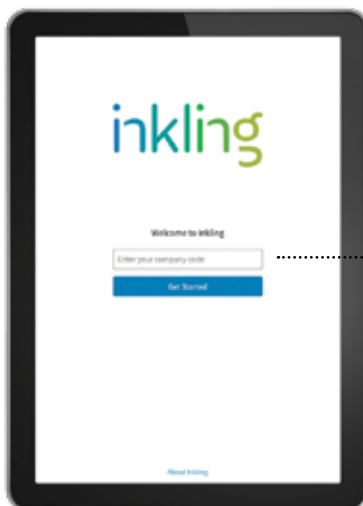 inkling
Welcome to Inkling
Enter your company code
Get Started
About Inkling